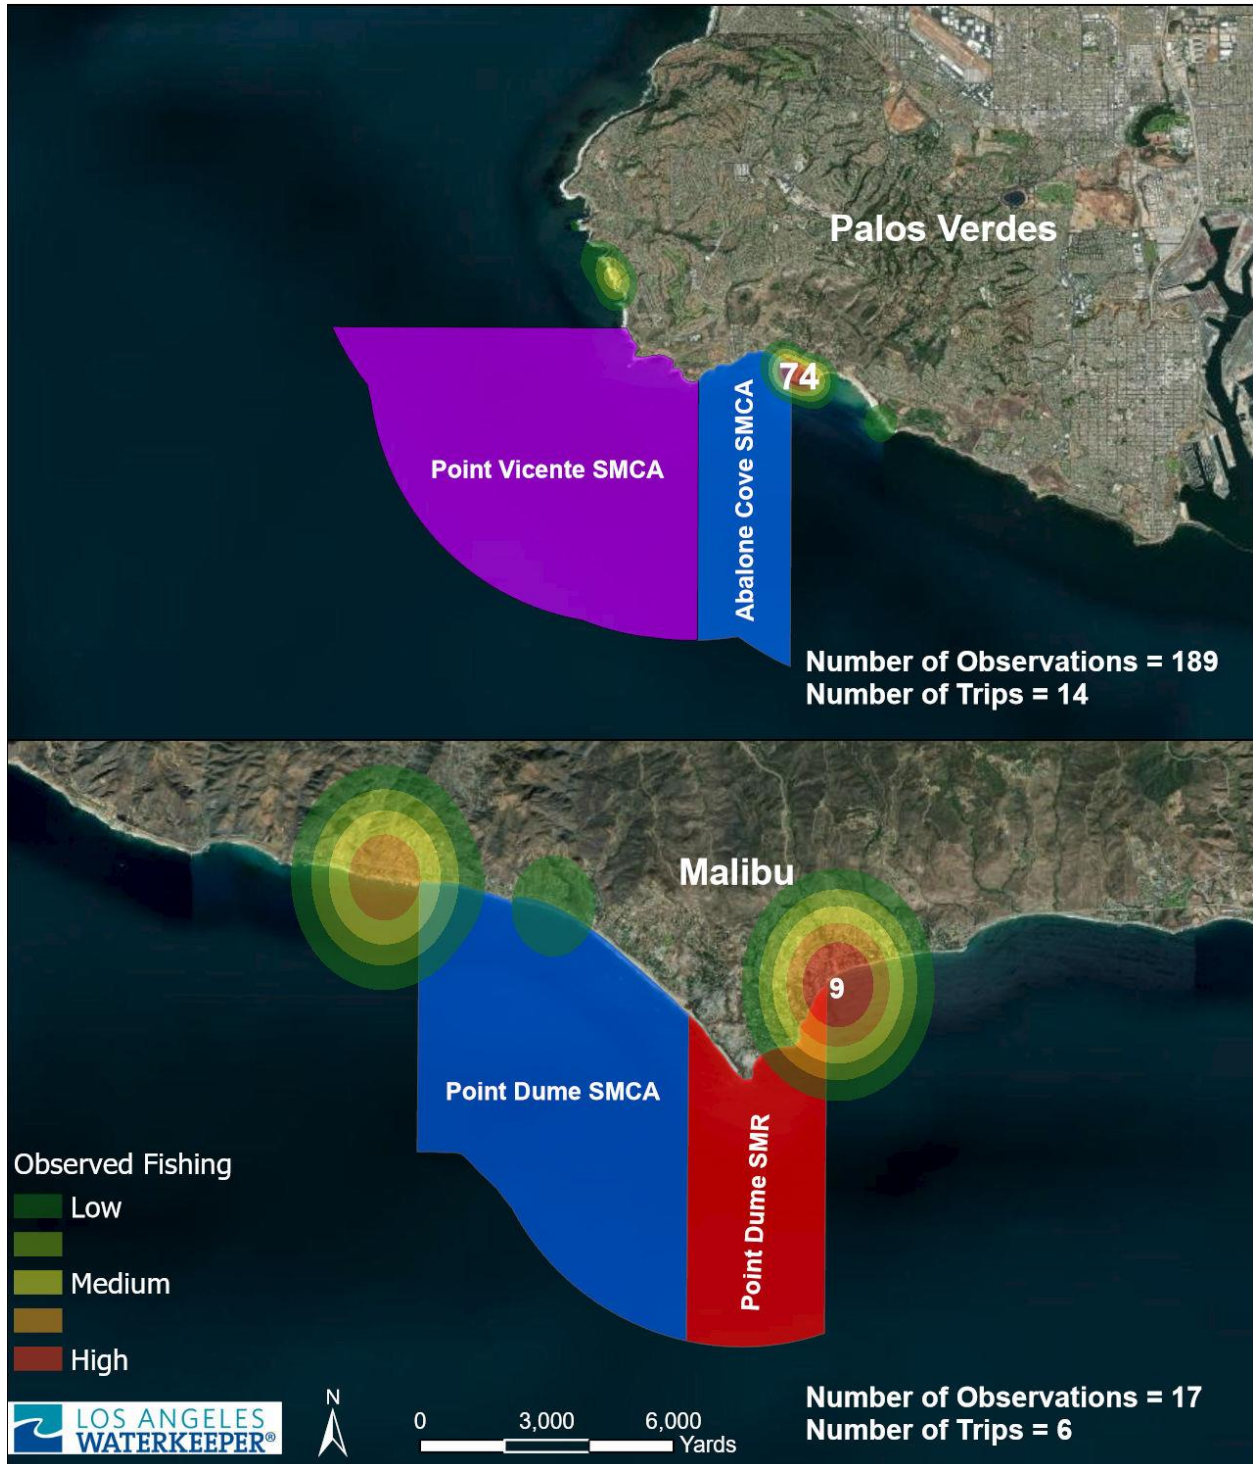 Palos Verdes
74
Point Vicente SMCA
Abalone Cove SMCA
Number of Observations = 189
Number of Trips = 14
Malibu
9
Point Dume SMCA
Point Dume SMR
Observed Fishing
Low
Medium
High
LOS ANGELES
WATERKEEPER®
N
0 3,000 6,000
Yards
Number of Observations = 17
Number of Trips = 6